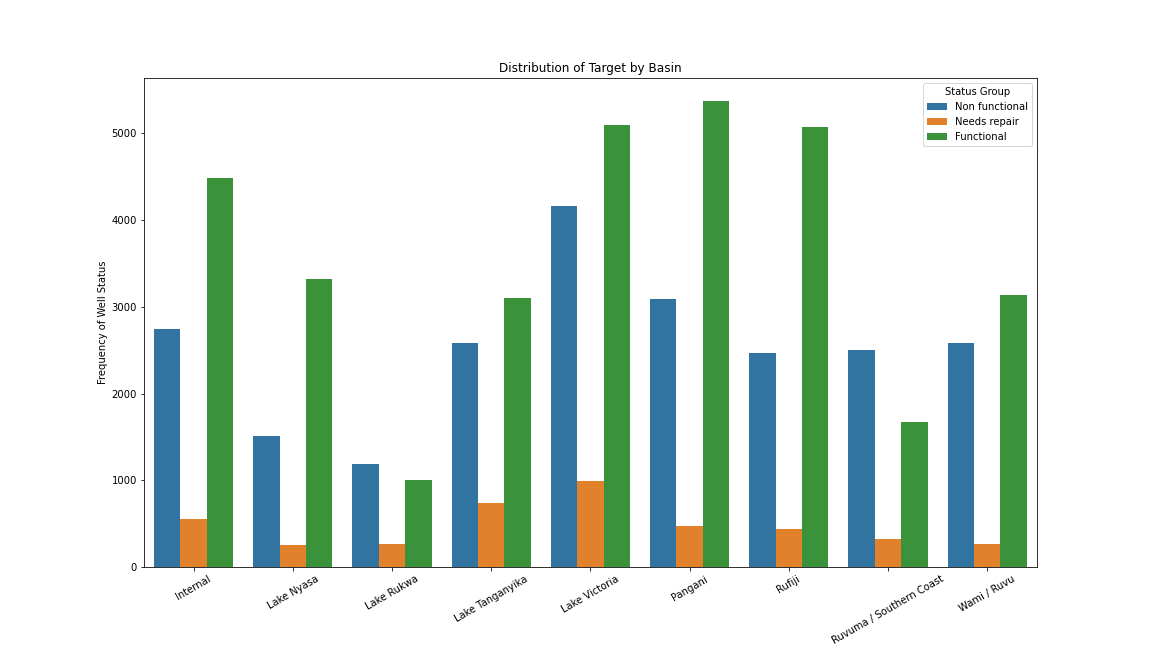 Distribution of Target by Basin
Status Group
Non functional
Needs repair
Functional
Frequency of Well Status
5000
4000
3000
2000
1000
0
Internal
Lake Nyasa
Lake Rukwa
Lake Tanganyika
Lake Victoria
Pangani
Rufiji
Ruvuma / Southern Coast
Wami / Ruvu